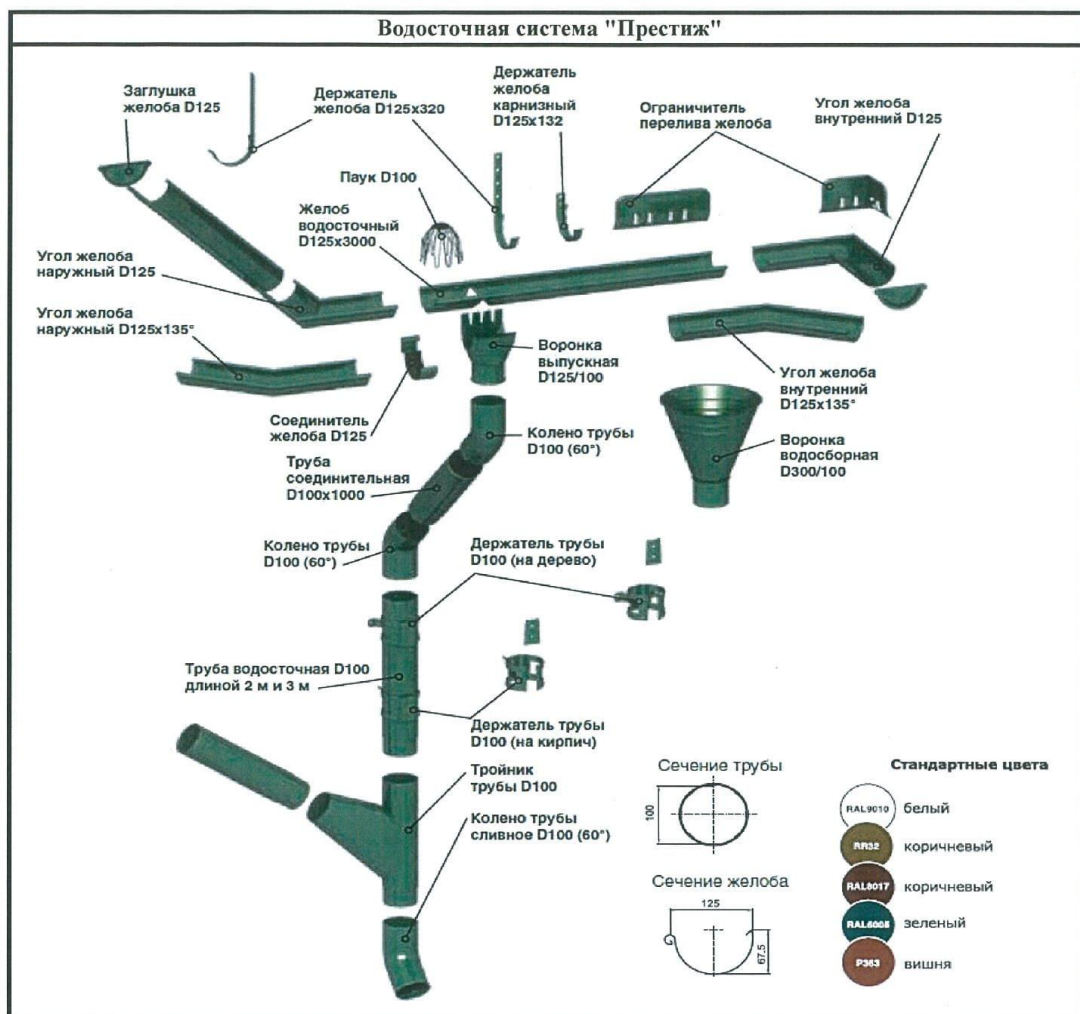 Водосточная система "Престиж"
Заглушка
желоба D125
Держатель
желоба D125x320
Держатель
желоба
карнизный
D125x132
Ограничитель
перелива желоба
Угол желоба
внутренний D125
Паук D100
Желоб
водосточный
D125x3000
Угол желоба
наружный D125
Угол желоба
наружный D125x135°
Воронка
выпускная
D125/100
Угол желоба
внутренний
D125x135°
Соединитель
желоба D125
Колено трубы
D100 (60°)
Воронка
водосборная
D300/100
Труба
соединительная
D100x1000
Колено трубы
D100 (60°)
Держатель трубы
D100 (на дерево)
Труба водосточная D100
длиной 2 м и 3 м
Держатель трубы
D100 (на кирпич)
Тройник
трубы D100
Колено трубы
сливное D100 (60°)
Сечение трубы
100
Сечение желоба
125
67,5
Стандартные цвета
RAL9010 белый
RR32 коричневый
RAL8017 коричневый
RAL6005 зеленый
P363 вишня